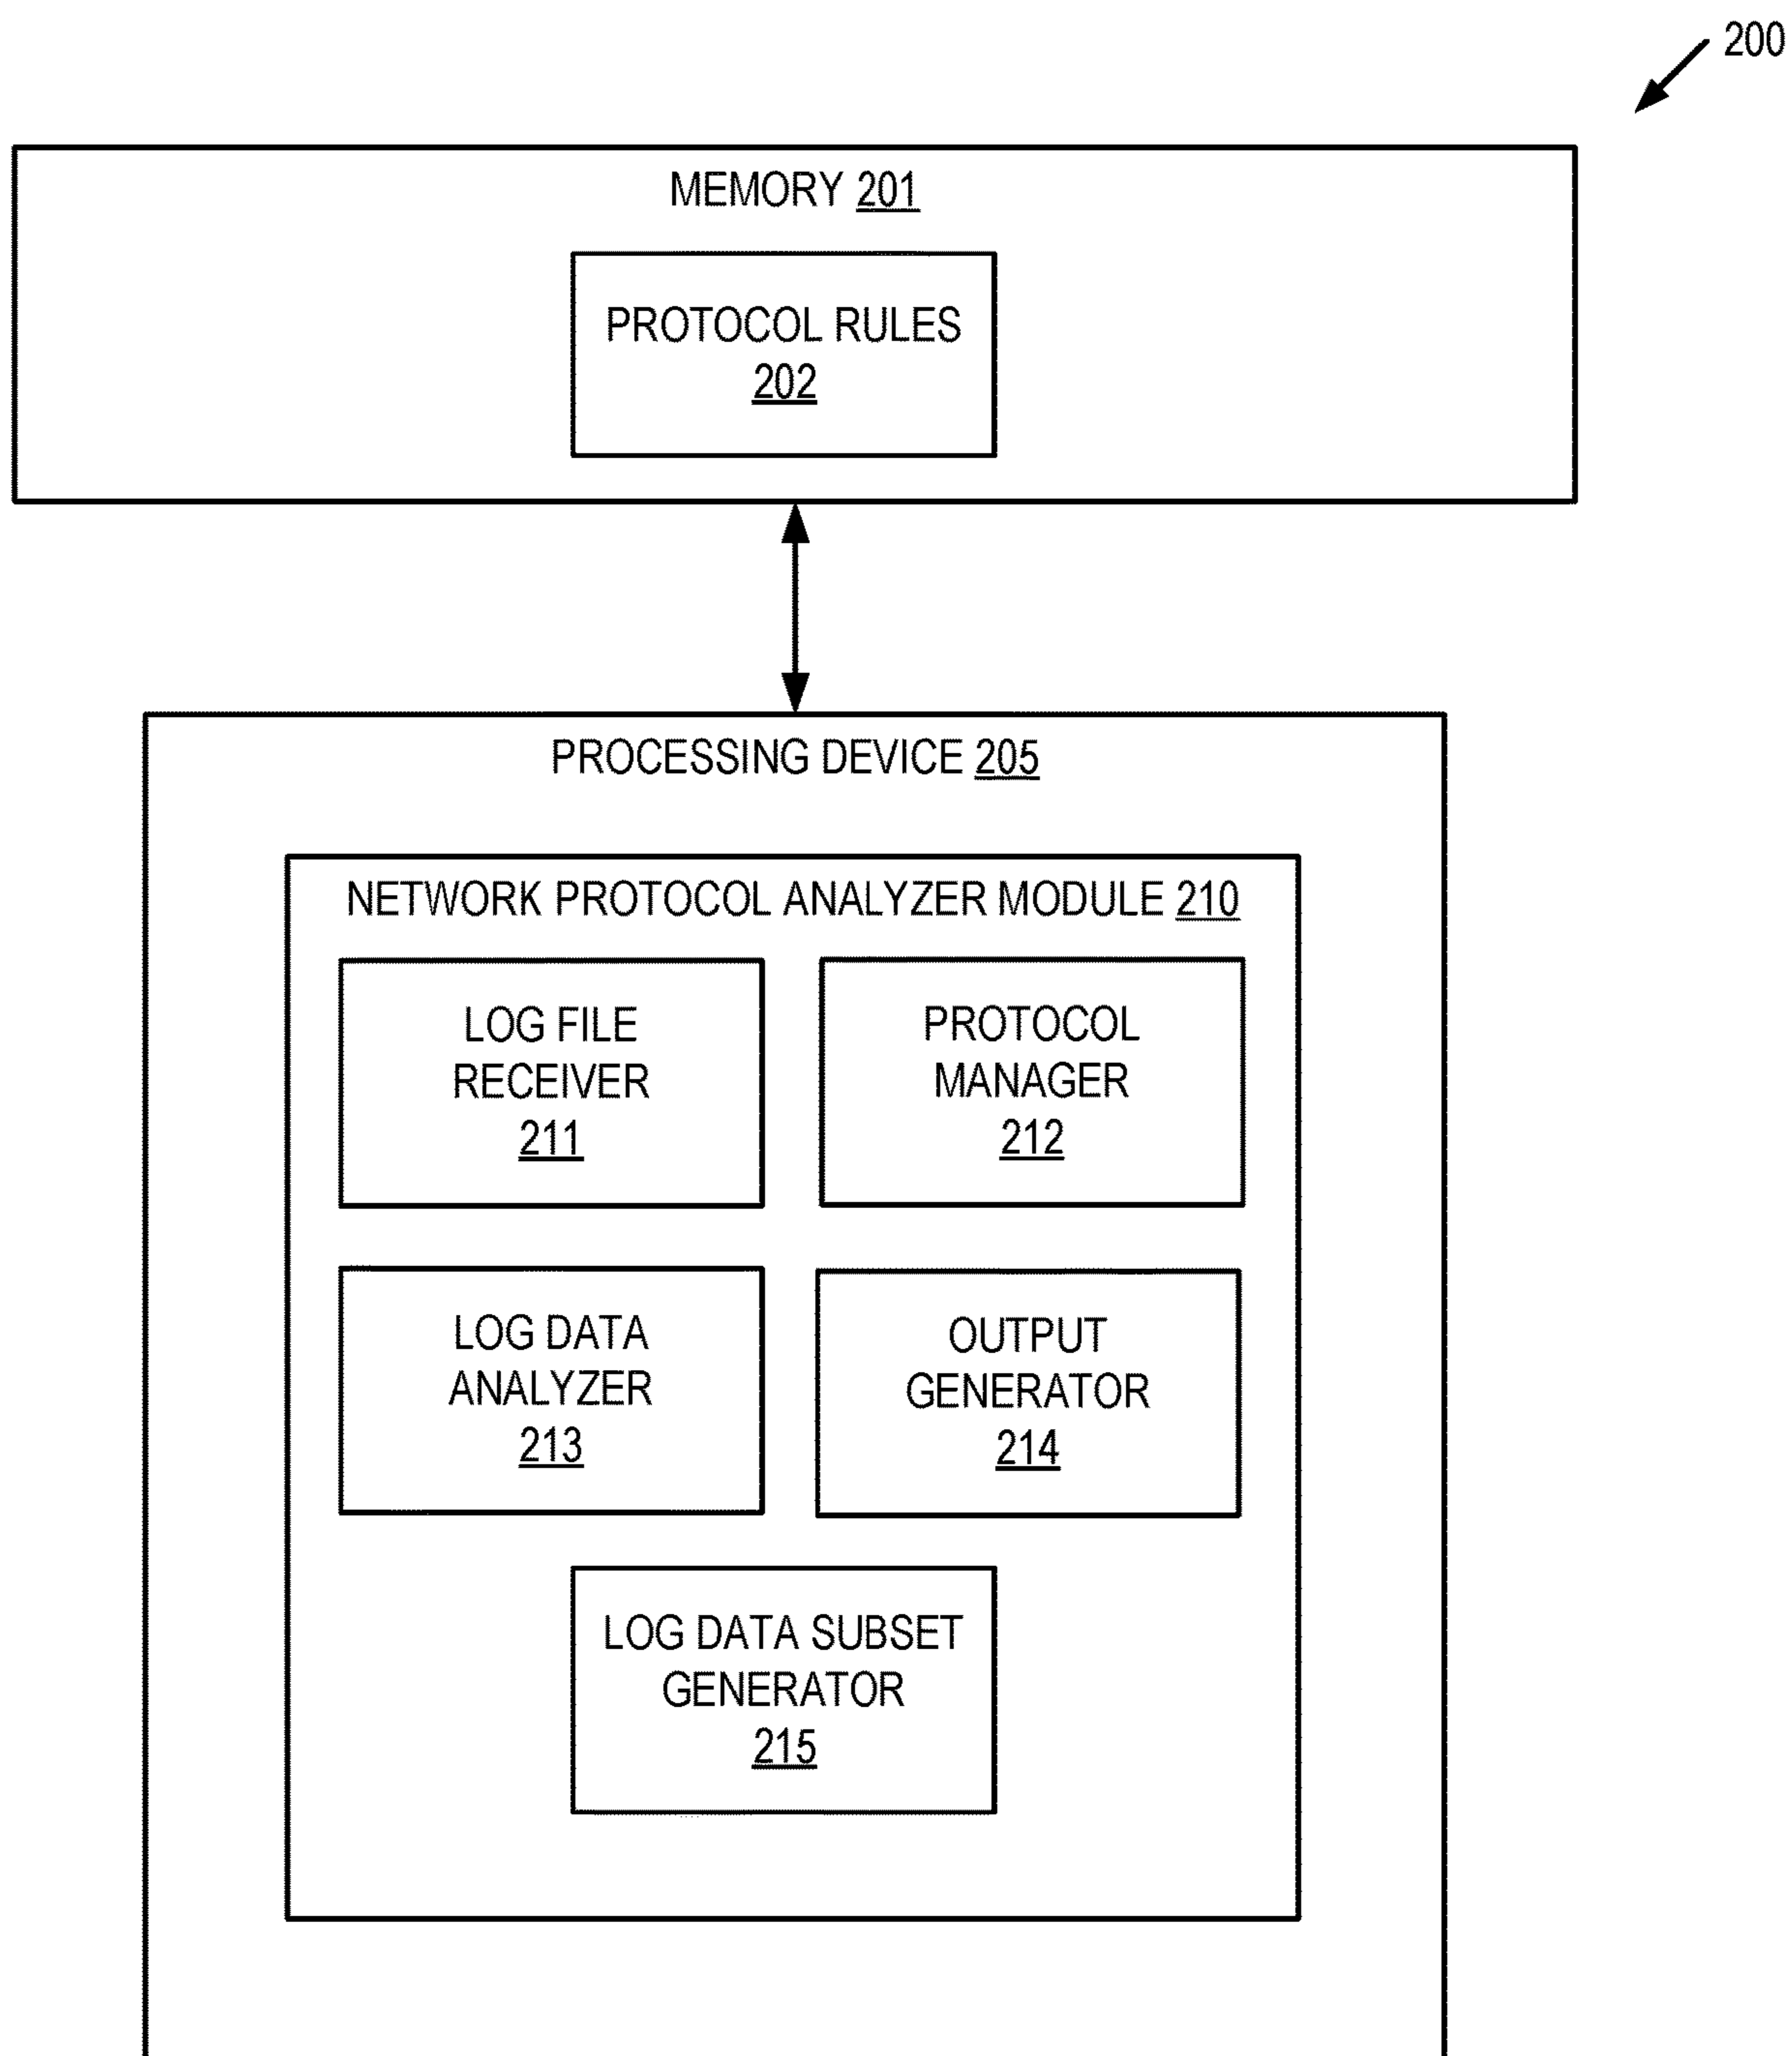 200
MEMORY 201
PROTOCOL RULES
202
PROCESSING DEVICE 205
NETWORK PROTOCOL ANALYZER MODULE 210
LOG FILE
RECEIVER
211
PROTOCOL
MANAGER
212
LOG DATA
ANALYZER
213
OUTPUT
GENERATOR
214
LOG DATA SUBSET
GENERATOR
215